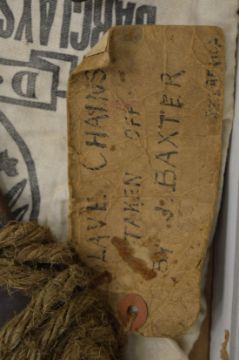 BARCLAYS
D.
LAVE CHAINS
TAKEN OFF
BY J. BAXTER